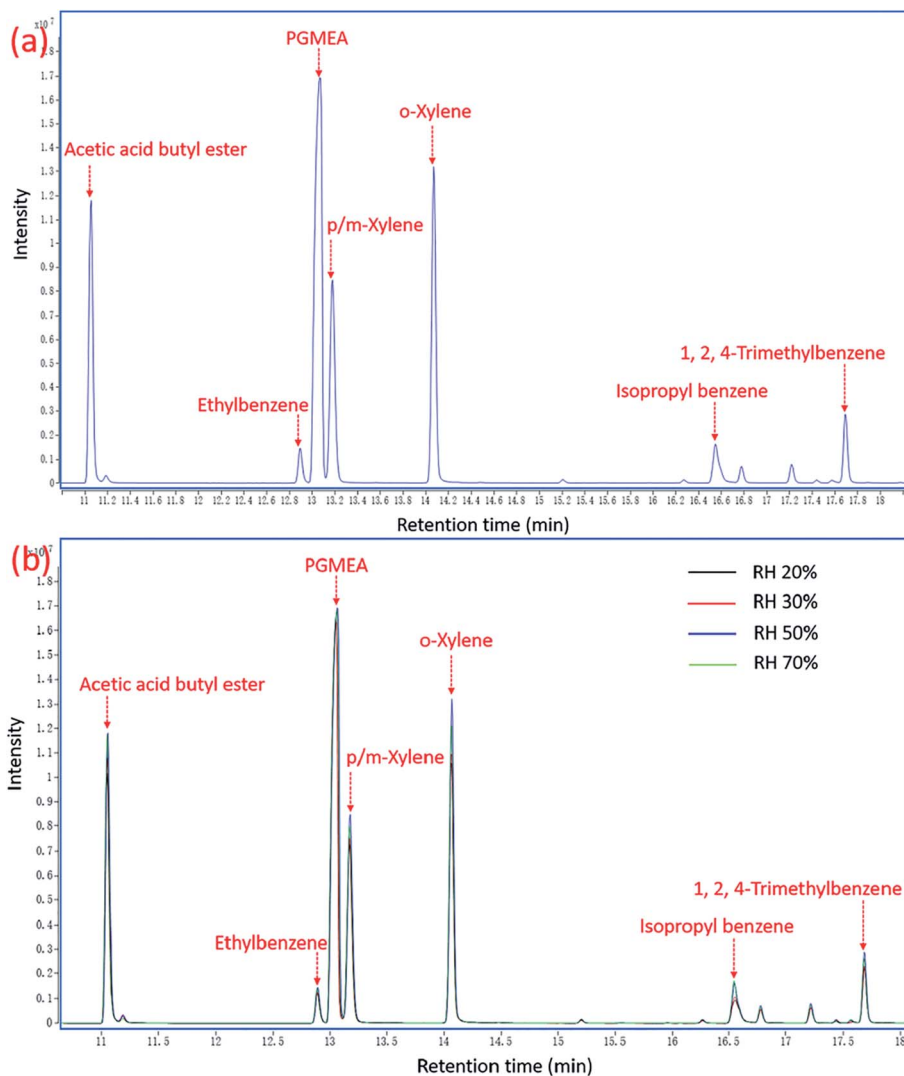 (a)
x10⁷
PGMEA
1.8
1.7
1.6
o-Xylene
1.5
1.4
Acetic acid butyl ester
1.3
1.2
1.1
p/m-Xylene
1
0.9
0.8
0.7
0.6
1, 2, 4-Trimethylbenzene
0.5
Isopropyl benzene
0.4
Ethylbenzene
0.3
0.2
0.1
0
Intensity
11 11.2 11.4 11.6 11.8 12 12.2 12.4 12.6 12.8 13 13.2 13.4 13.6 13.8 14 14.2 14.4 14.6 14.8 15 15.2 15.4 15.6 15.8 16 16.2 16.4 16.6 16.8 17 17.2 17.4 17.6 17.8 18
Retention time (min)
(b)
x10⁷
PGMEA
RH 20%
RH 30%
RH 50%
RH 70%
1.8
1.7
1.6
o-Xylene
1.5
1.4
Acetic acid butyl ester
1.3
1.2
1.1
p/m-Xylene
1
0.9
0.8
0.7
0.6
1, 2, 4-Trimethylbenzene
0.5
Isopropyl benzene
0.4
Ethylbenzene
0.3
0.2
0.1
0
Intensity
11 11.5 12 12.5 13 13.5 14 14.5 15 15.5 16 16.5 17 17.5 18
Retention time (min)